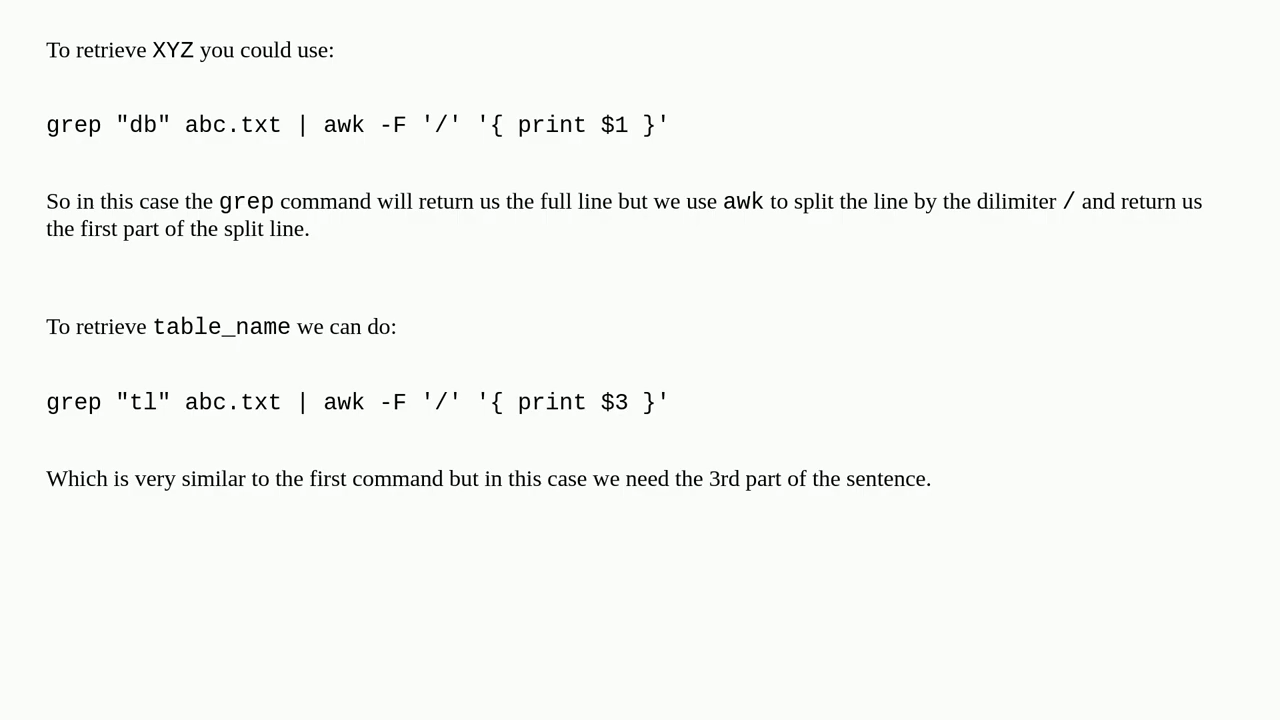 To retrieve XYZ you could use:
grep "db" abc.txt | awk -F '/' '{ print $1 }'
So in this case the grep command will return us the full line but we use awk to split the line by the dilimiter / and return us
the first part of the split line.
To retrieve table_name we can do:
grep "tl" abc.txt | awk -F '/' '{ print $3 }'
Which is very similar to the first command but in this case we need the 3rd part of the sentence.